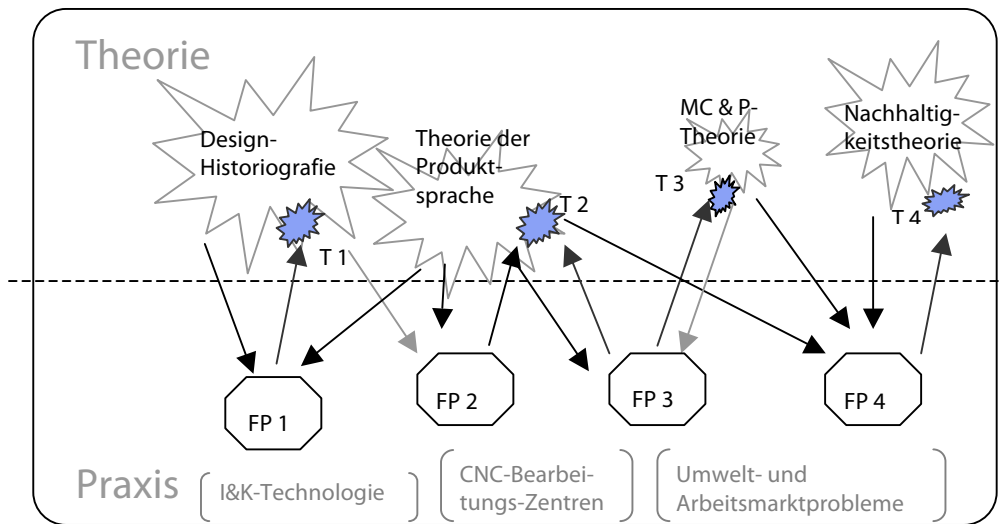 Theorie
Design-
Historiografie
T 1
Theorie der
Produkt-
sprache
T 2
MC & P-
Theorie
T 3
Nachhaltig-
keitstheorie
T 4
FP 1
FP 2
FP 3
FP 4
Praxis
I&K-Technologie
CNC-Bearbei-
tungs-Zentren
Umwelt- und
Arbeitsmarktprobleme